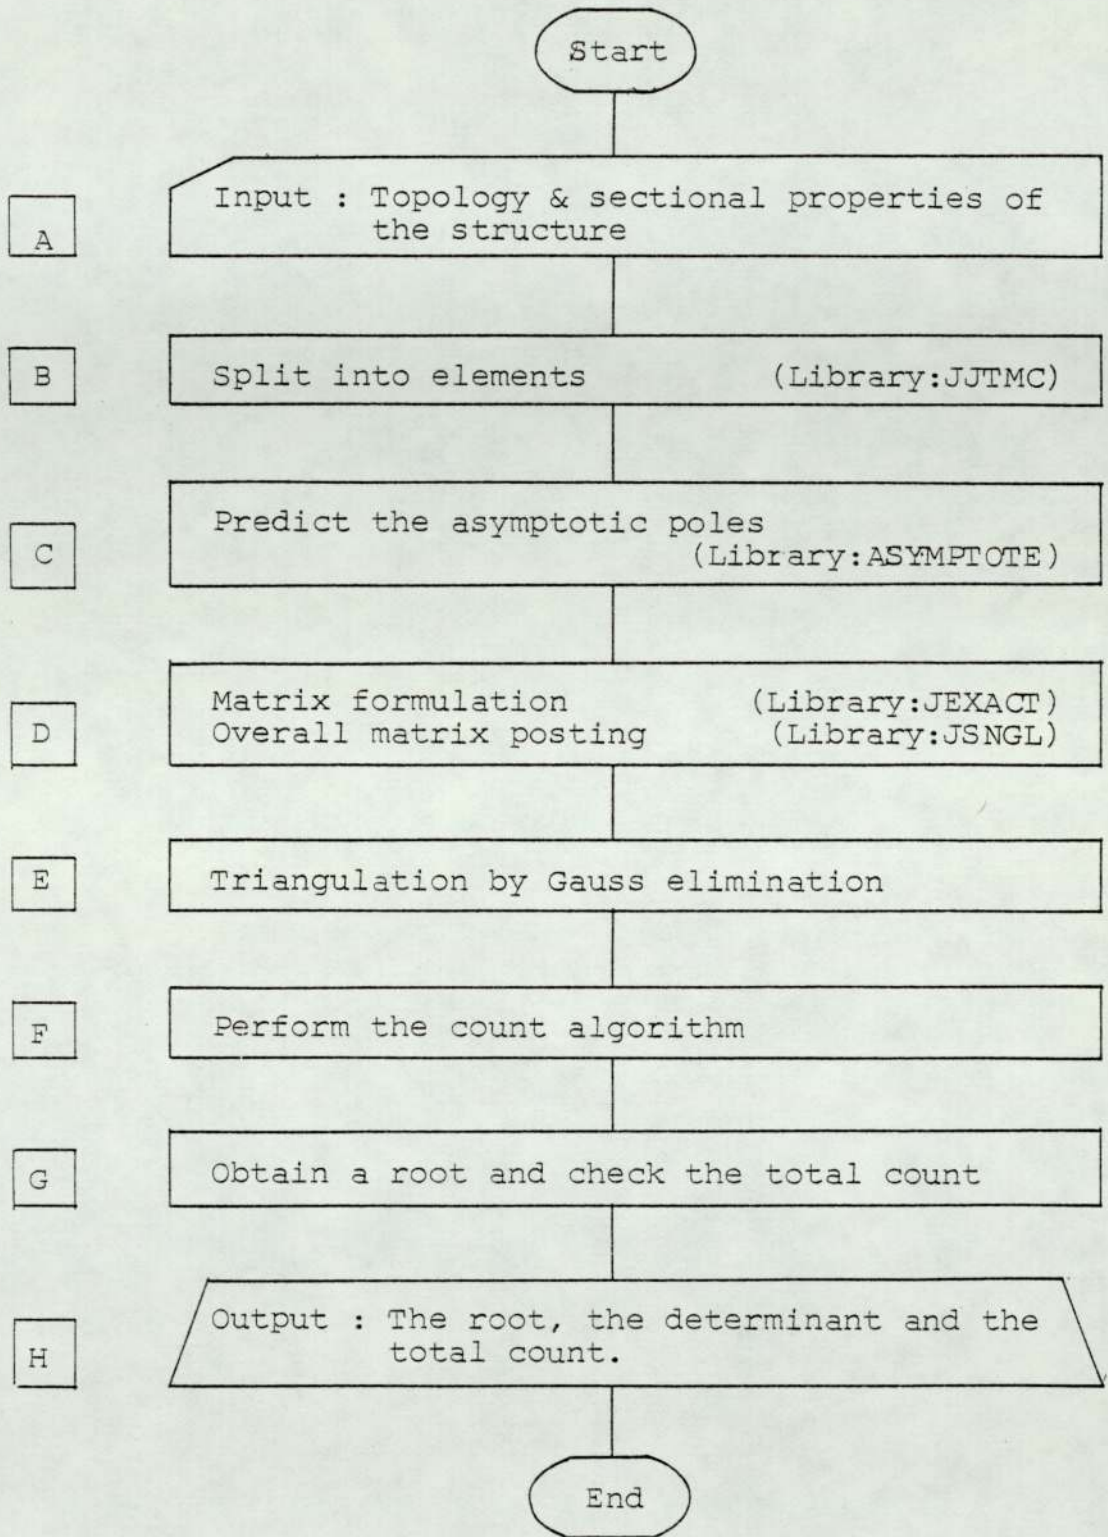 Start
A
Input : Topology & sectional properties of
the structure
B
Split into elements (Library:JJTMC)
C
Predict the asymptotic poles
(Library:ASYMPTOTE)
D
Matrix formulation (Library:JEXACT)
Overall matrix posting (Library:JSNGL)
E
Triangulation by Gauss elimination
F
Perform the count algorithm
G
Obtain a root and check the total count
H
Output : The root, the determinant and the
total count.
End